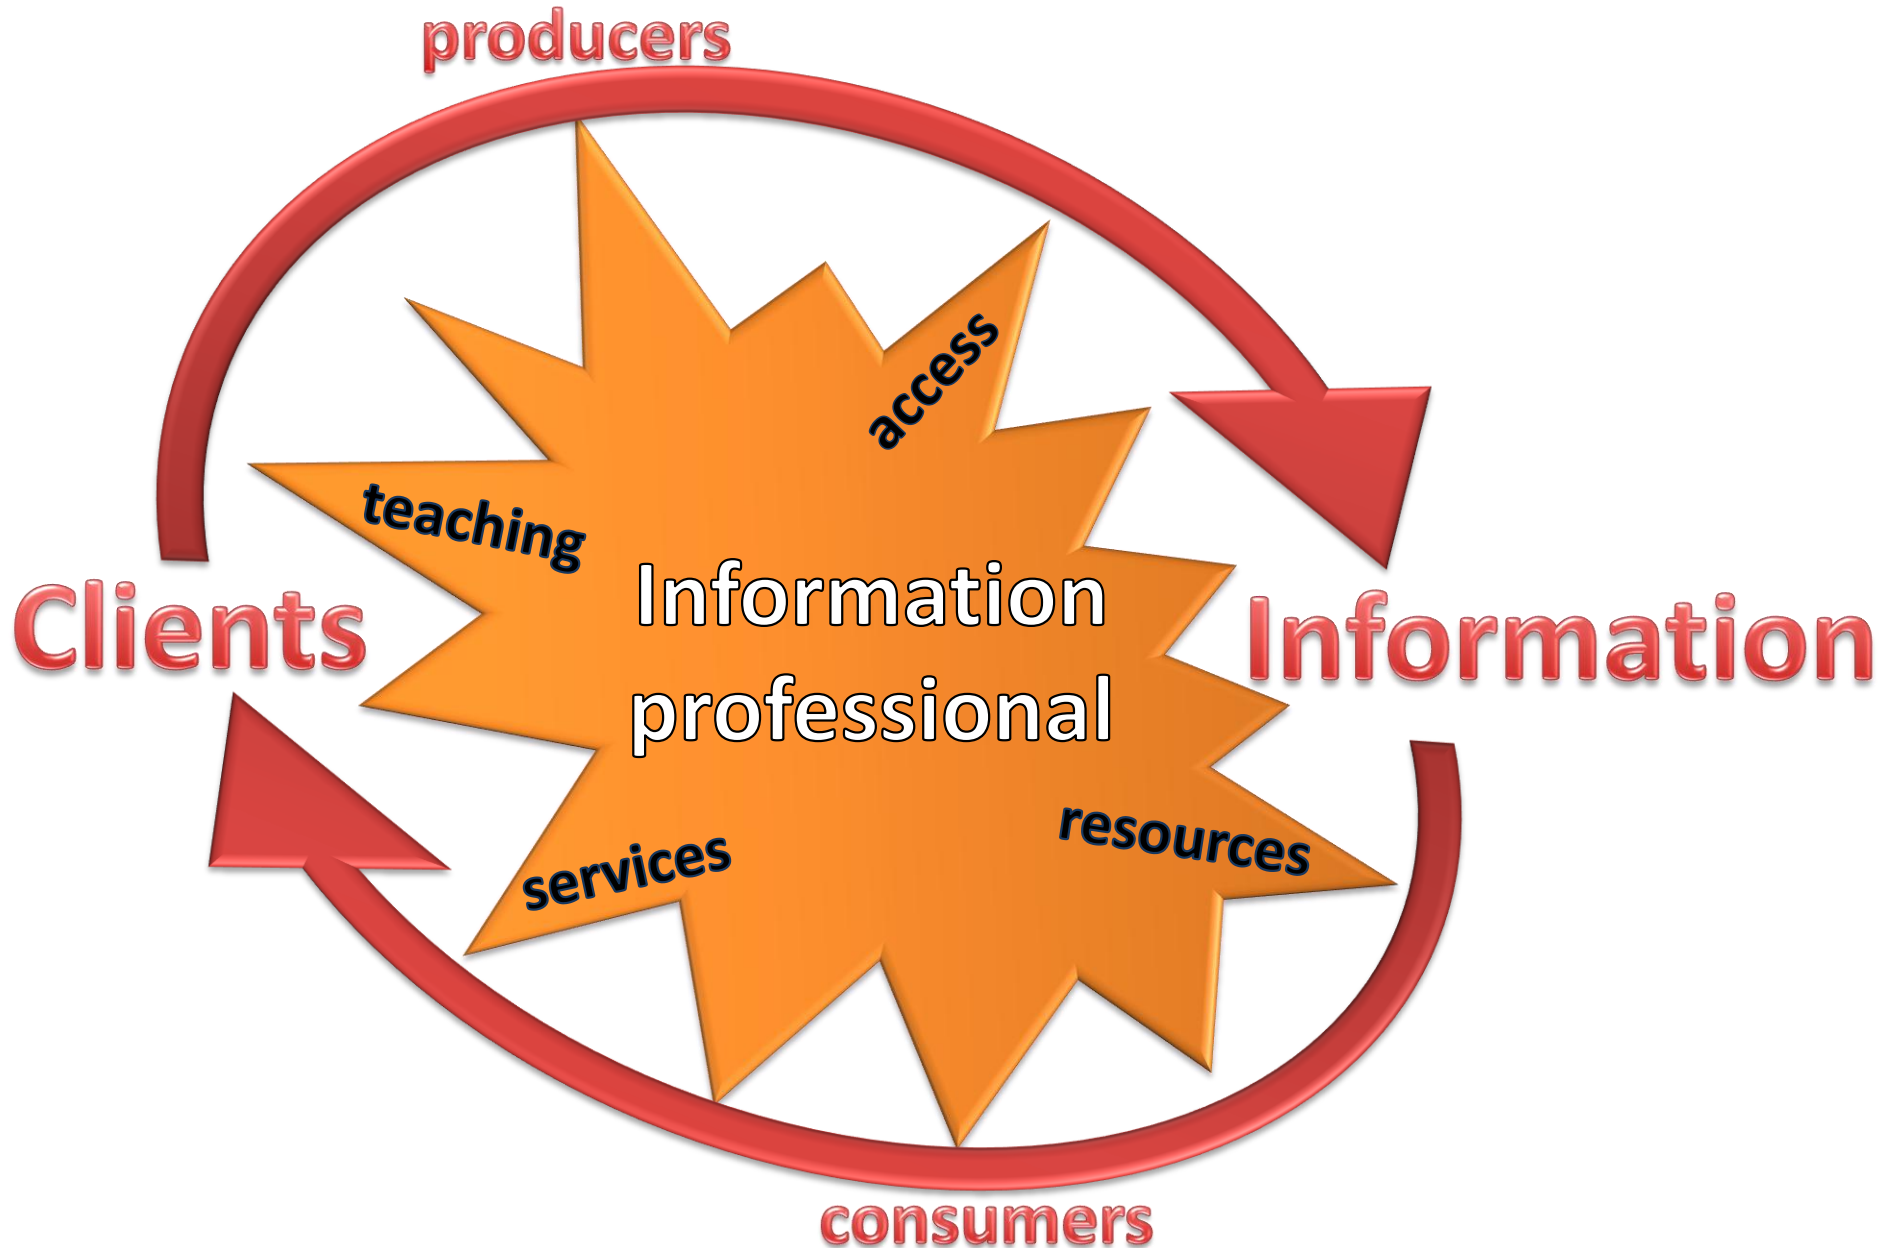 producers
access
teaching
Information
professional
Clients
Information
resources
services
consumers